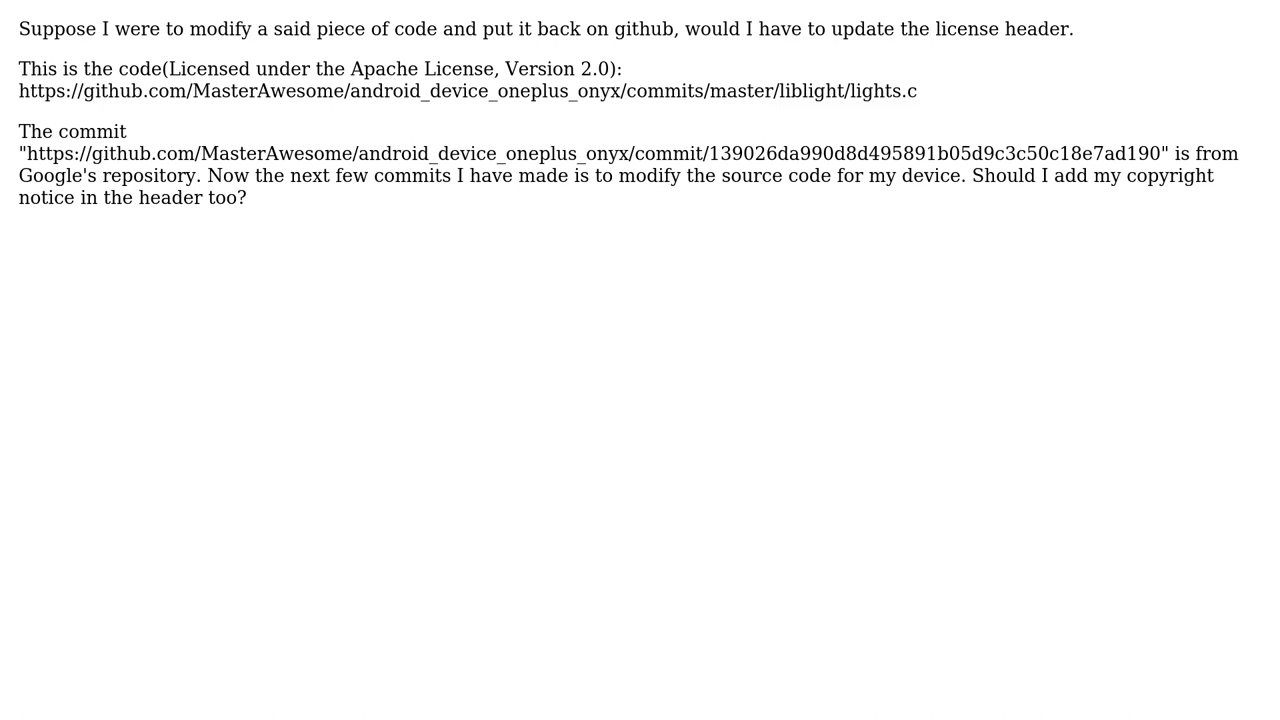 Suppose I were to modify a said piece of code and put it back on github, would I have to update the license header.
This is the code(Licensed under the Apache License, Version 2.0):
https://github.com/MasterAwesome/android_device_oneplus_onyx/commits/master/liblight/lights.c
The commit
"https://github.com/MasterAwesome/android_device_oneplus_onyx/commit/139026da990d8d495891b05d9c3c50c18e7ad190" is from
Google's repository. Now the next few commits I have made is to modify the source code for my device. Should I add my copyright
notice in the header too?